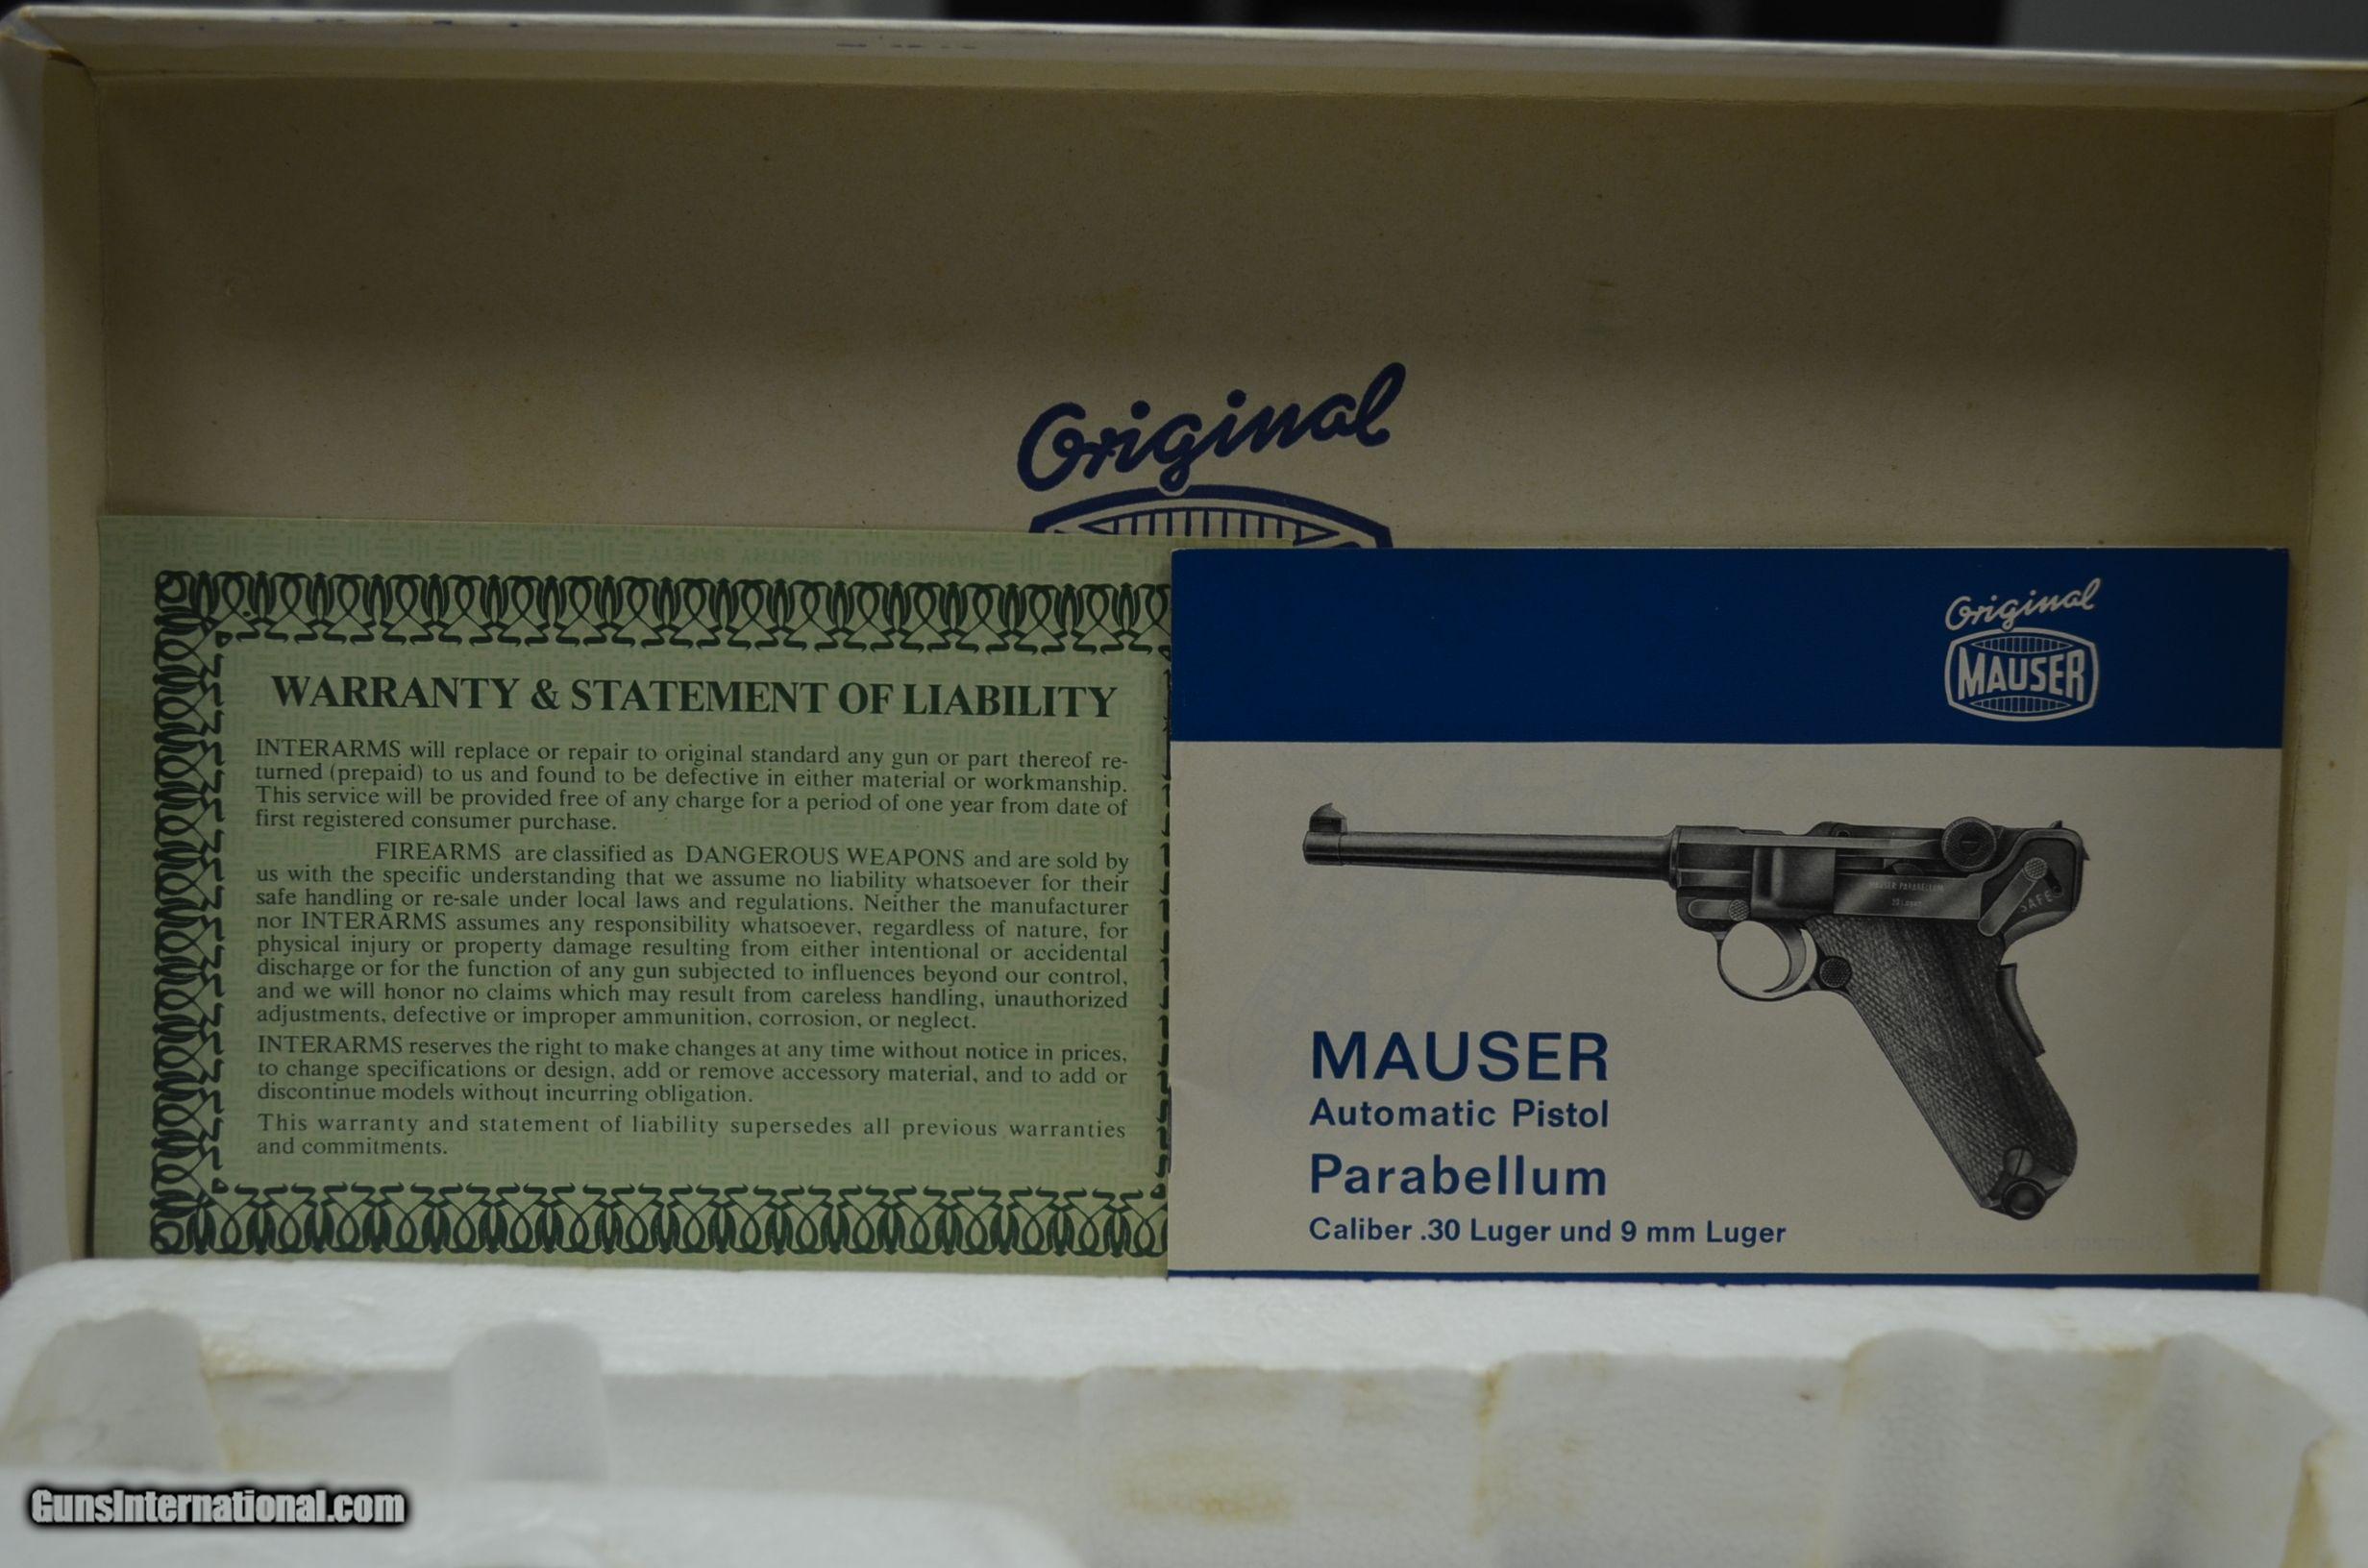 Original
HAMMERMILL SENTRY SAFETY
WARRANTY & STATEMENT OF LIABILITY
INTERARMS will replace or repair to original standard any gun or part thereof re-
turned (prepaid) to us and found to be defective in either material or workmanship.
This service will be provided free of any charge for a period of one year from date of
first registered consumer purchase.
FIREARMS are classified as DANGEROUS WEAPONS and are sold by
us with the specific understanding that we assume no liability whatsoever for their
safe handling or re-sale under local laws and regulations. Neither the manufacturer
nor INTERARMS assumes any responsibility whatsoever, regardless of nature, for
physical injury or property damage resulting from either intentional or accidental
discharge or for the function of any gun subjected to influences beyond our control,
and we will honor no claims which may result from careless handling, unauthorized
adjustments, defective or improper ammunition, corrosion, or neglect.
INTERARMS reserves the right to make changes at any time without notice in prices,
to change specifications or design, add or remove accessory material, and to add or
discontinue models without incurring obligation.
This warranty and statement of liability supersedes all previous warranties
and commitments.
Original
MAUSER
MAUSER PARABELLUM
SAFE
MAUSER
Automatic Pistol
Parabellum
Caliber .30 Luger und 9 mm Luger
GunsInternational.com